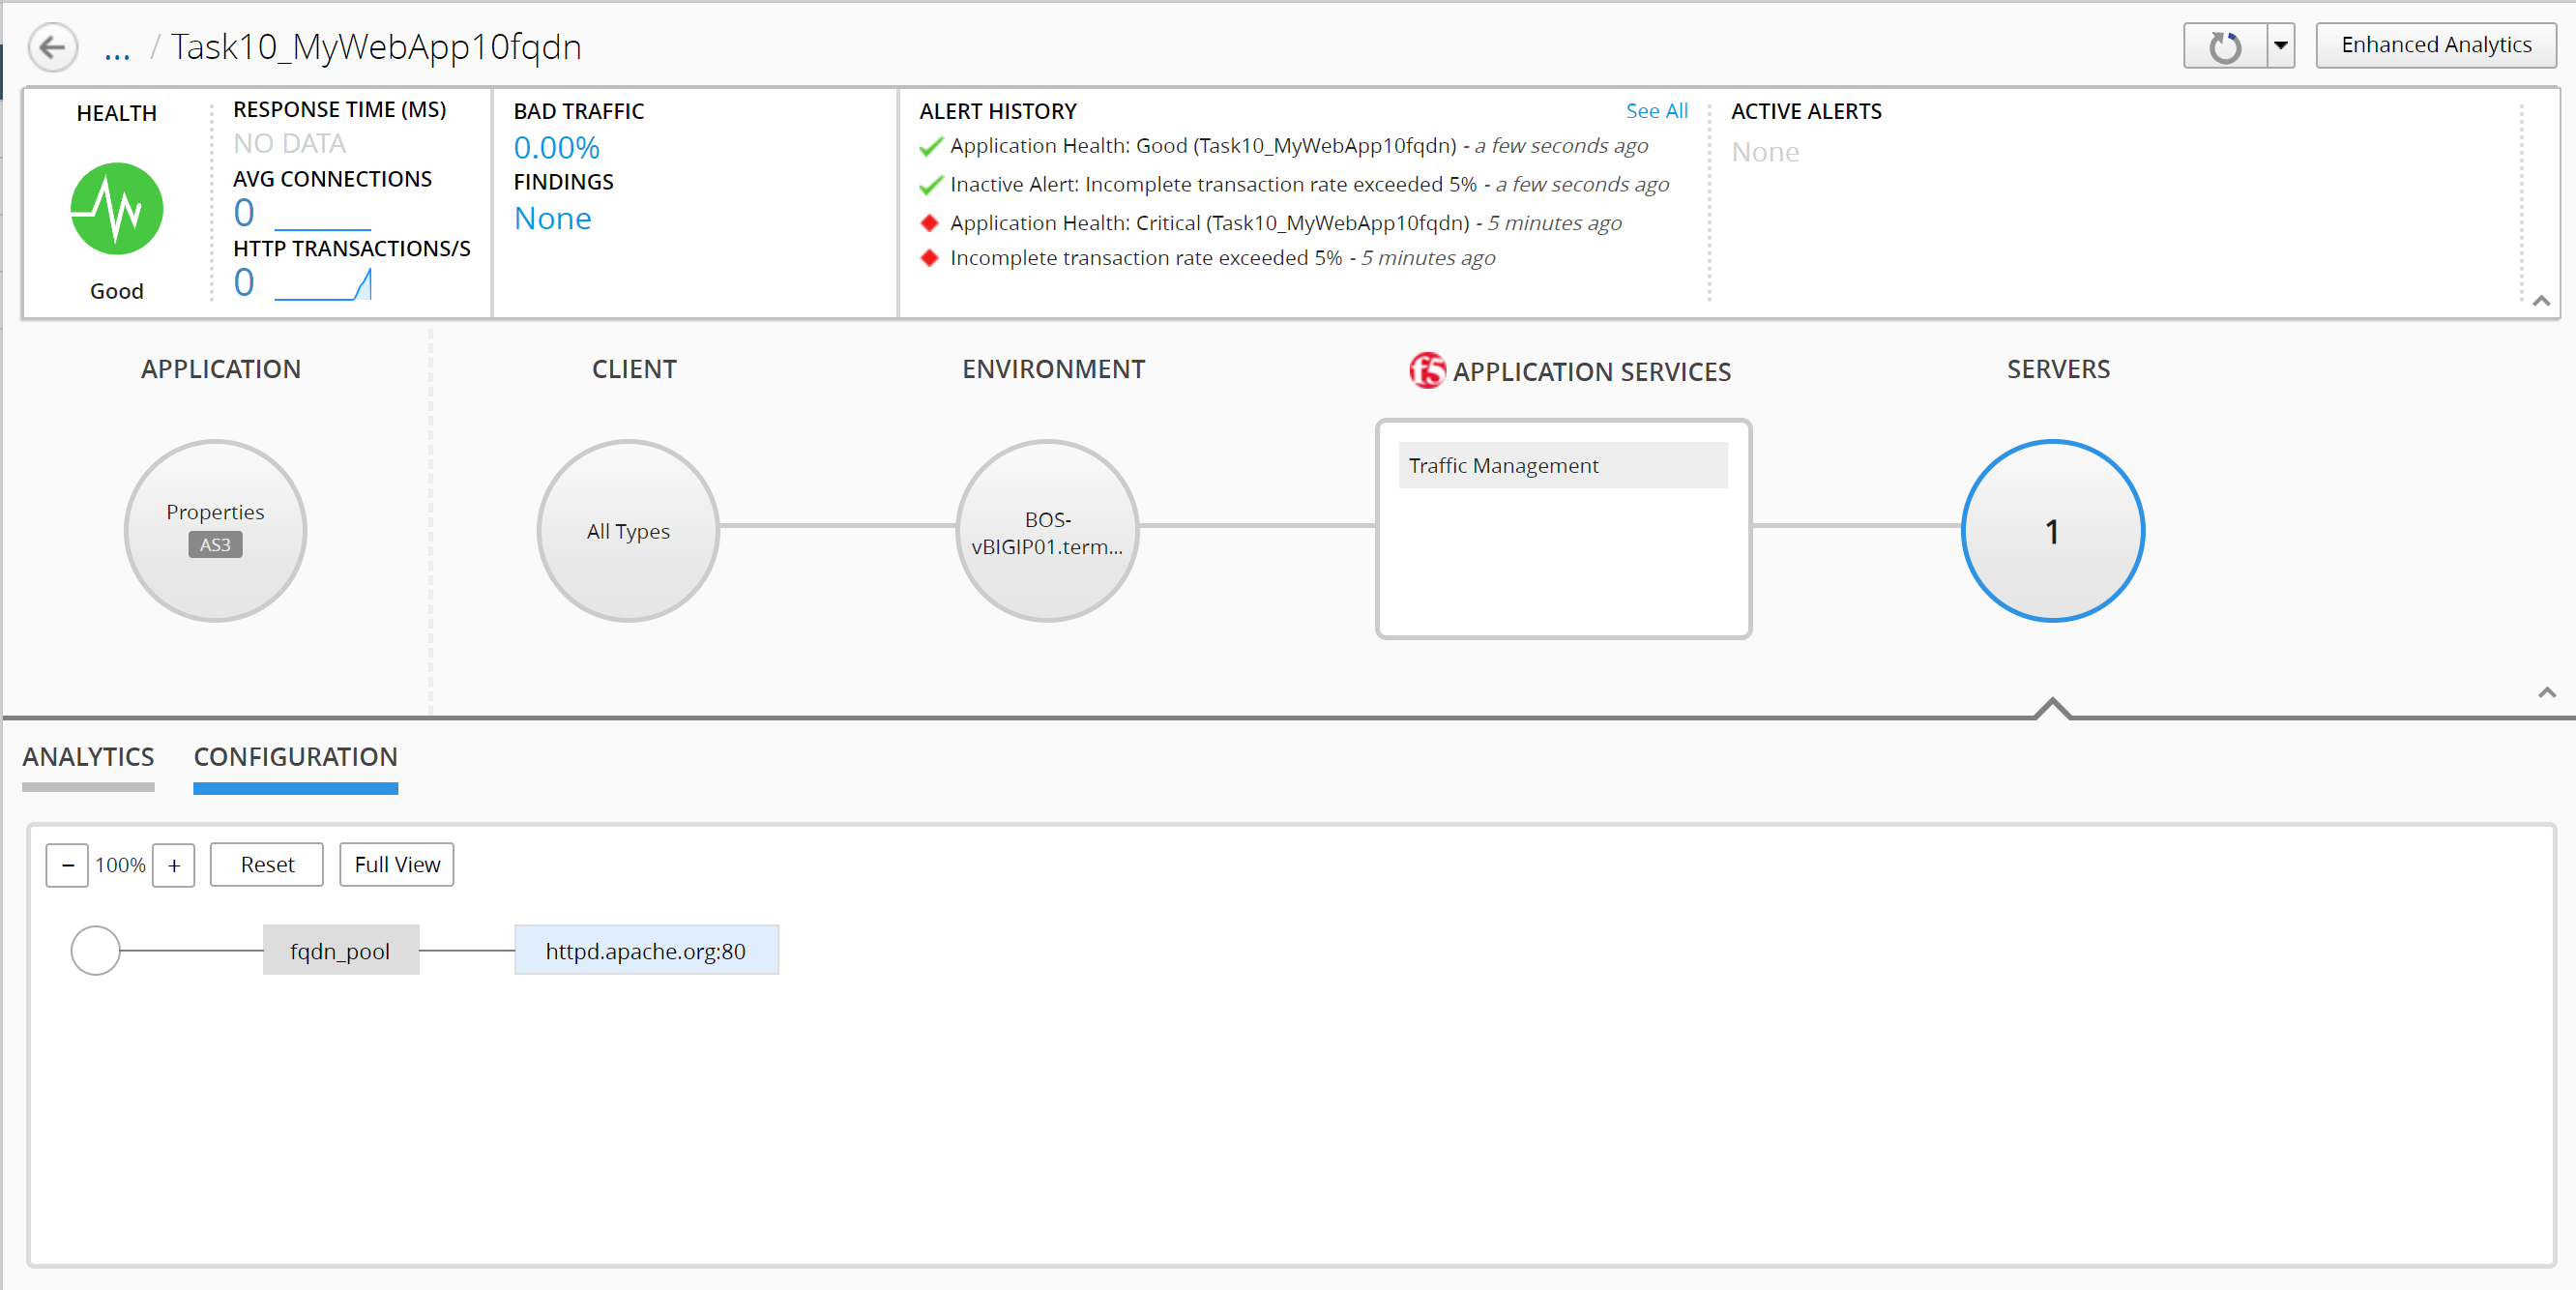 ... / Task10_MyWebApp10fqdn
Enhanced Analytics
HEALTH
Good
RESPONSE TIME (MS)
NO DATA
AVG CONNECTIONS
0
HTTP TRANSACTIONS/S
0
BAD TRAFFIC
0.00%
FINDINGS
None
ALERT HISTORY
See All
Application Health: Good (Task10_MyWebApp10fqdn) - a few seconds ago
Inactive Alert: Incomplete transaction rate exceeded 5% - a few seconds ago
Application Health: Critical (Task10_MyWebApp10fqdn) - 5 minutes ago
Incomplete transaction rate exceeded 5% - 5 minutes ago
ACTIVE ALERTS
None
APPLICATION
CLIENT
ENVIRONMENT
f5 APPLICATION SERVICES
SERVERS
Properties
AS3
All Types
BOS-
vBIGIP01.term...
Traffic Management
1
ANALYTICS
CONFIGURATION
− 100% + Reset Full View
fqdn_pool
httpd.apache.org:80